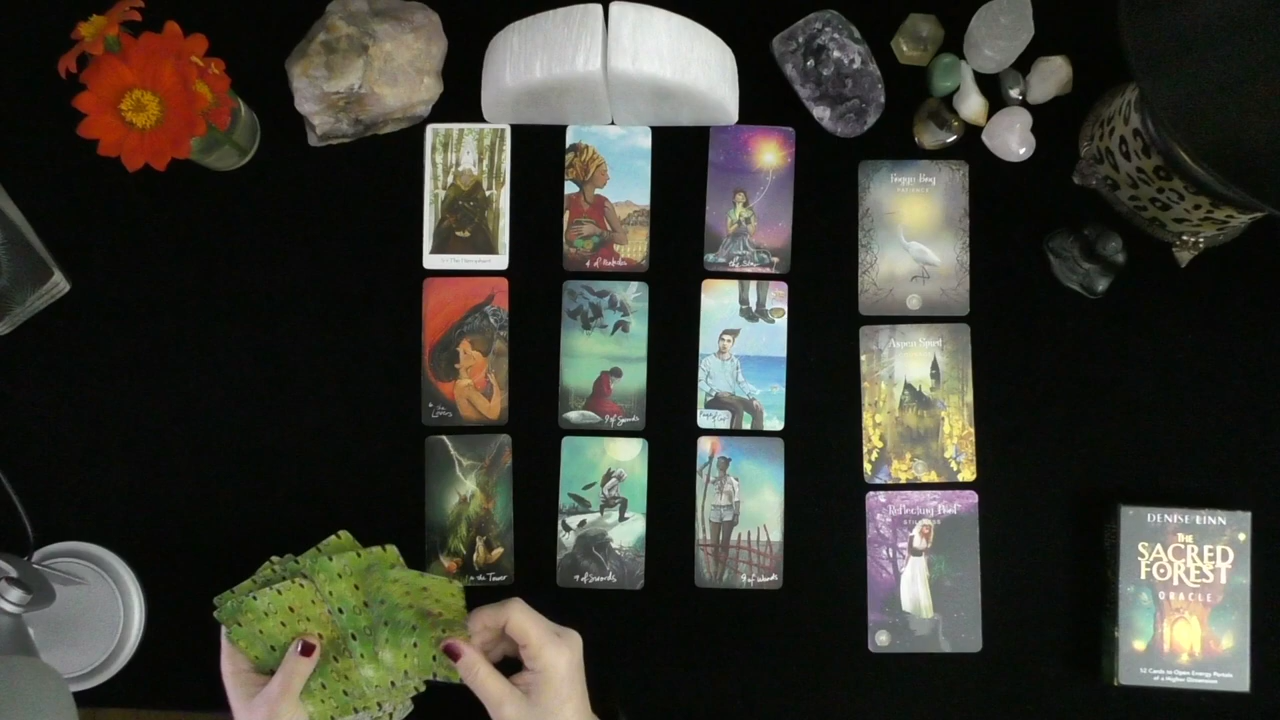 The Hierophant
4 of Pentacles
the Star
the
Lovers
9 of Swords
the Tower
9 of Swords
9 of Wands
Foggy Bog
PATIENCE
Aspen Spirit
Reflecting Pool
STILLNESS
DENISE LINN
THE
SACRED
FOREST
ORACLE
52 Cards to Open Energy Portals
of a Higher Dimension